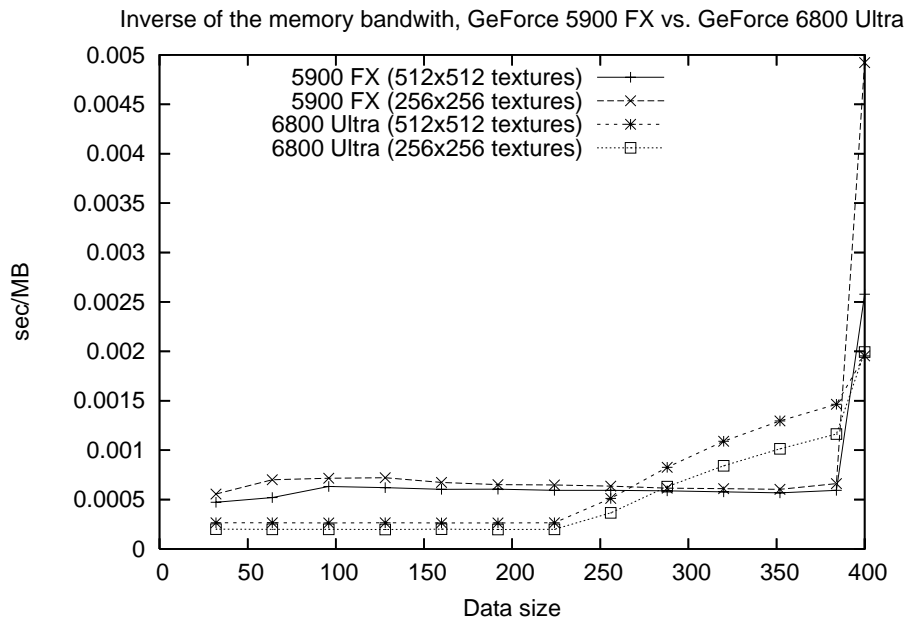 Inverse of the memory bandwith, GeForce 5900 FX vs. GeForce 6800 Ultra
0.005
0.0045
0.004
0.0035
0.003
0.0025
0.002
0.0015
0.001
0.0005
0
sec/MB
5900 FX (512x512 textures)
5900 FX (256x256 textures)
6800 Ultra (512x512 textures)
6800 Ultra (256x256 textures)
0 50 100 150 200 250 300 350 400
Data size